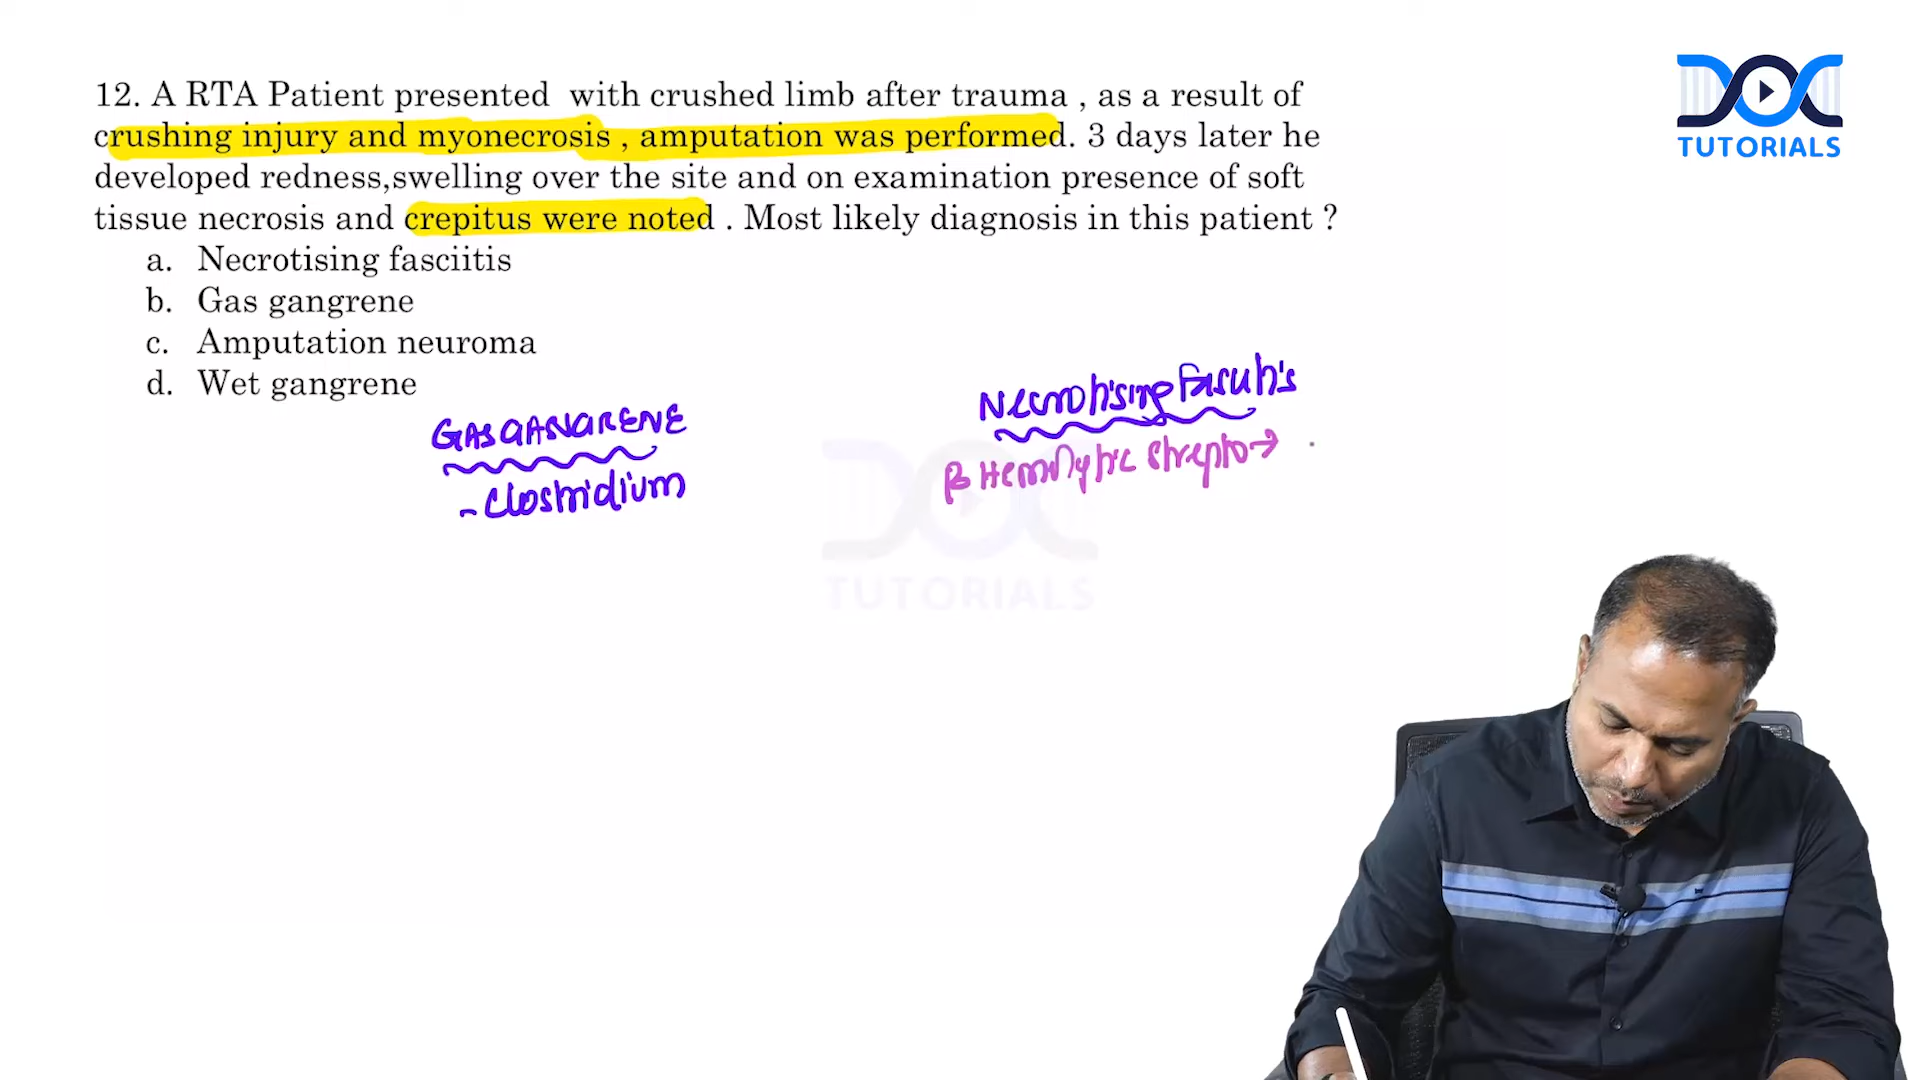 12. A RTA Patient presented with crushed limb after trauma , as a result of
crushing injury and myonecrosis , amputation was performed. 3 days later he
developed redness,swelling over the site and on examination presence of soft
tissue necrosis and crepitus were noted . Most likely diagnosis in this patient ?
a. Necrotising fasciitis
b. Gas gangrene
c. Amputation neuroma
d. Wet gangrene
GAS GANGRENE
- Clostridium
Necrotising Fasciitis
β Hemolytic Strepto →
DOC
TUTORIALS
DOC
TUTORIALS